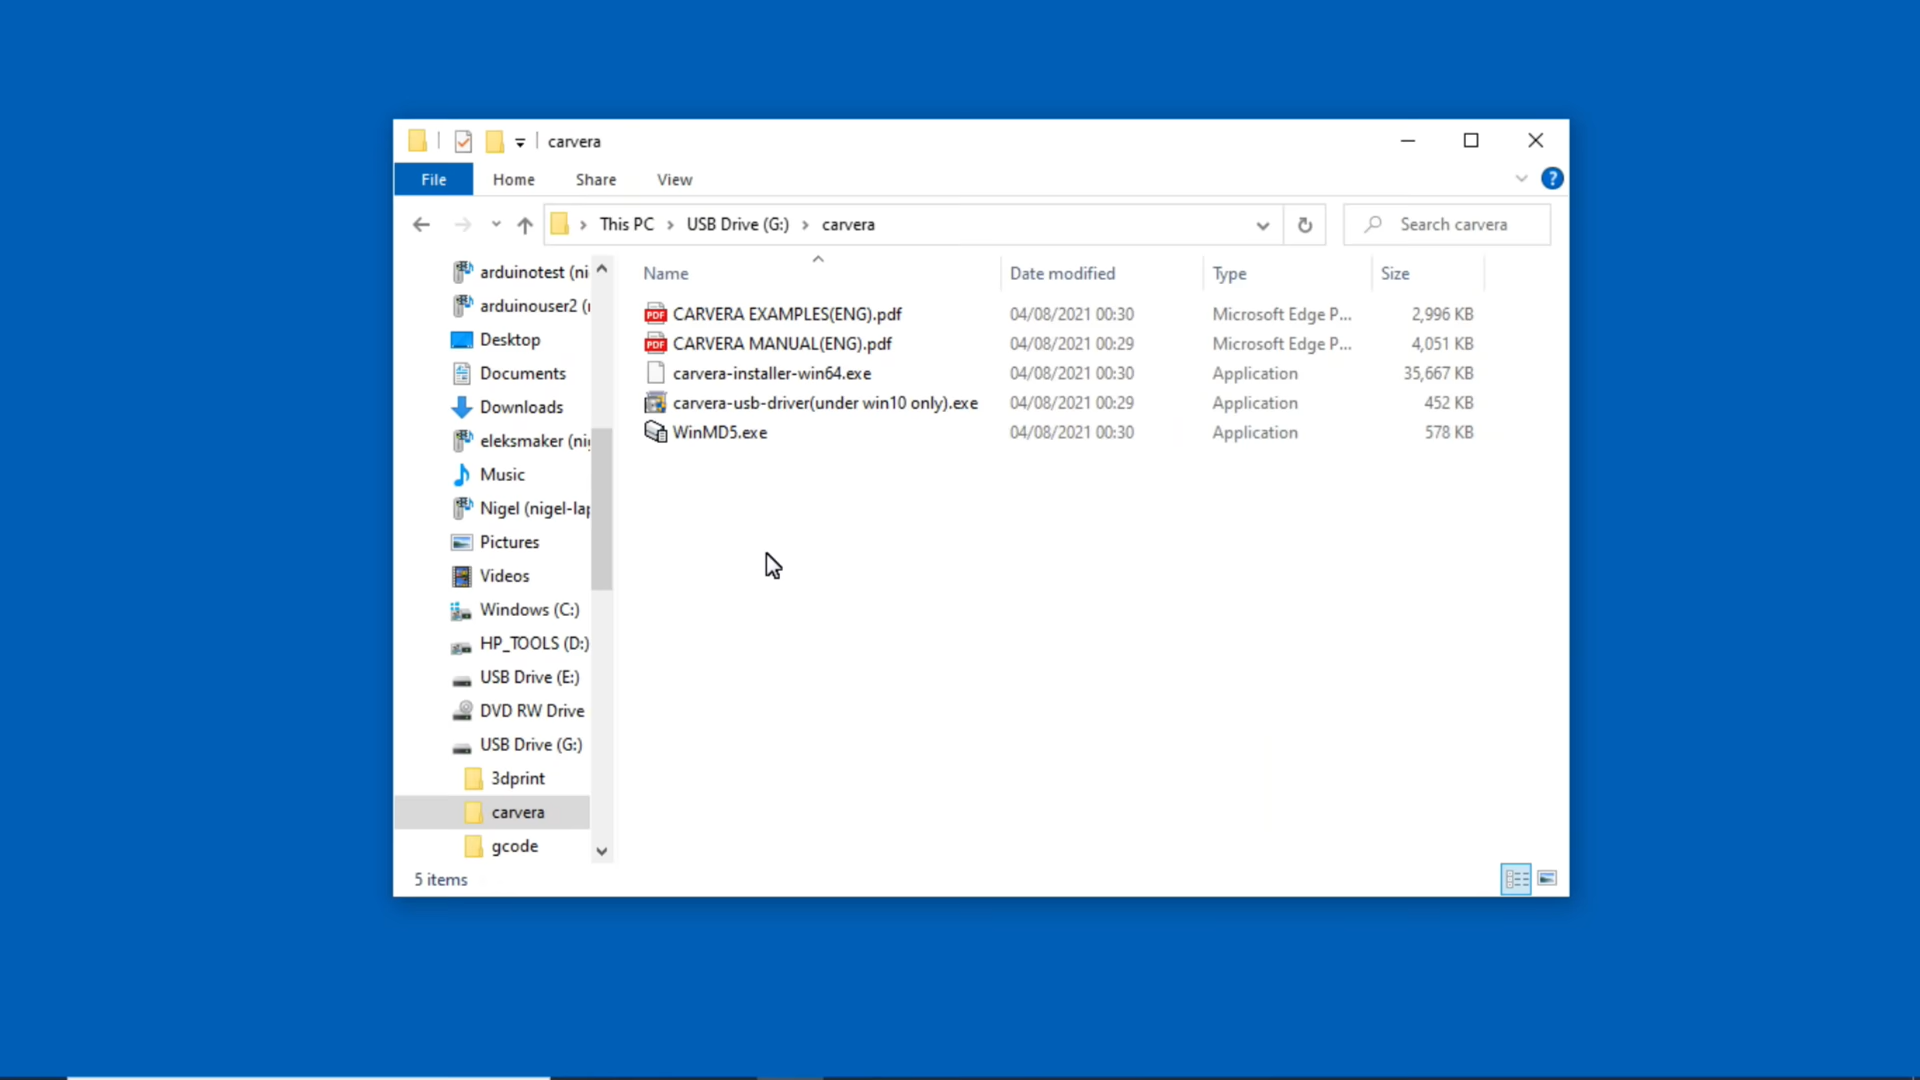 carvera
File Home Share View ?
This PC > USB Drive (G:) > carvera Search carvera
Name Date modified Type Size
CARVERA EXAMPLES(ENG).pdf 04/08/2021 00:30 Microsoft Edge P... 2,996 KB
PDF
CARVERA MANUAL(ENG).pdf 04/08/2021 00:29 Microsoft Edge P... 4,051 KB
PDF
carvera-installer-win64.exe 04/08/2021 00:30 Application 35,667 KB
carvera-usb-driver(under win10 only).exe 04/08/2021 00:29 Application 452 KB
WinMD5.exe 04/08/2021 00:30 Application 578 KB
arduinotest (ni
arduinouser2 (
Desktop
Documents
Downloads
eleksmaker (ni
Music
Nigel (nigel-lap
Pictures
Videos
Windows (C:)
HP_TOOLS (D:)
USB Drive (E:)
DVD RW Drive
USB Drive (G:)
3dprint
carvera
gcode
5 items